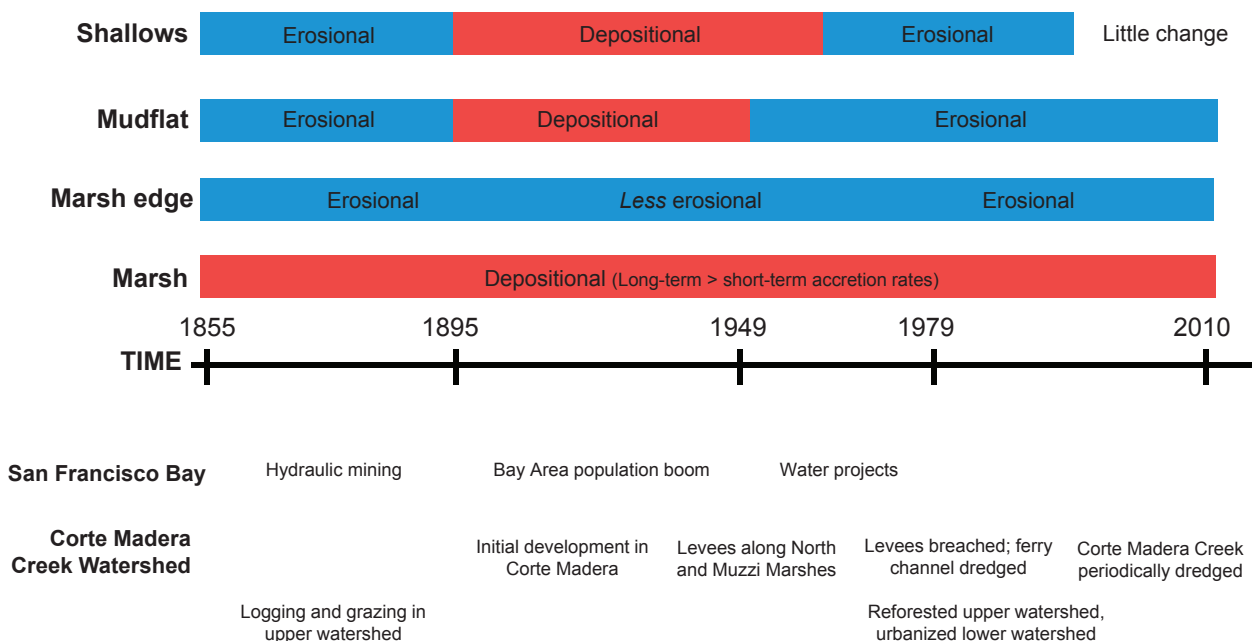 Shallows Erosional Depositional Erosional Little change
Mudflat Erosional Depositional Erosional
Marsh edge Erosional Less erosional Erosional
Marsh Depositional (Long-term > short-term accretion rates)
1855 1895 1949 1979 2010
TIME
San Francisco Bay Hydraulic mining Bay Area population boom Water projects
Corte Madera
Creek Watershed
Initial development in
Corte Madera
Levees along North
and Muzzi Marshes
Levees breached; ferry
channel dredged
Corte Madera Creek
periodically dredged
Logging and grazing in
upper watershed
Reforested upper watershed,
urbanized lower watershed